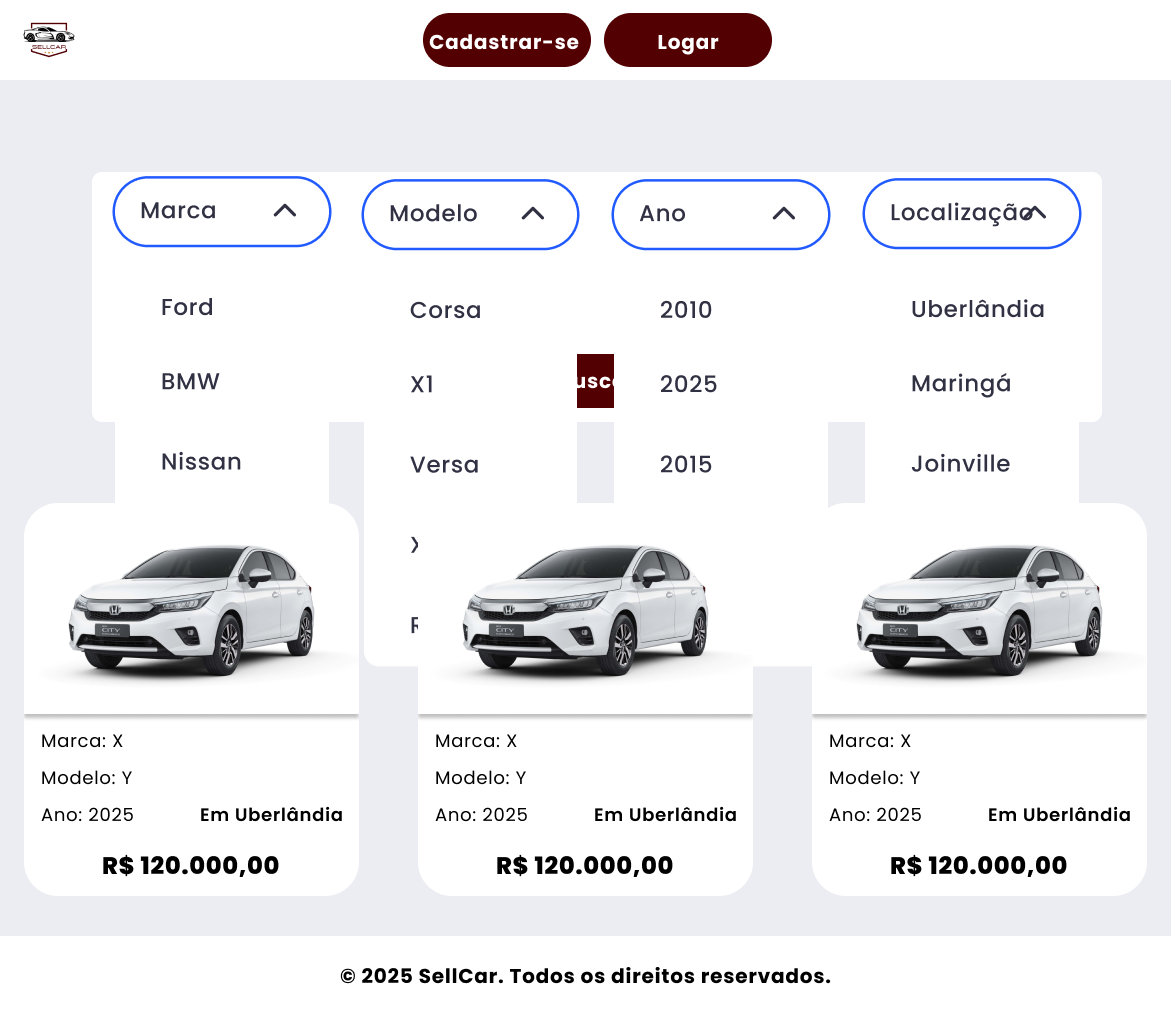 SELLCAR
Cadastrar-se
Logar
Marca
Modelo
Ano
Localização
Ford
Corsa
2010
Uberlândia
BMW
X1
2025
Maringá
Nissan
Versa
2015
Joinville
CITY
CITY
CITY
Marca: X
Modelo: Y
Ano: 2025
Em Uberlândia
R$ 120.000,00
Marca: X
Modelo: Y
Ano: 2025
Em Uberlândia
R$ 120.000,00
Marca: X
Modelo: Y
Ano: 2025
Em Uberlândia
R$ 120.000,00
© 2025 SellCar. Todos os direitos reservados.